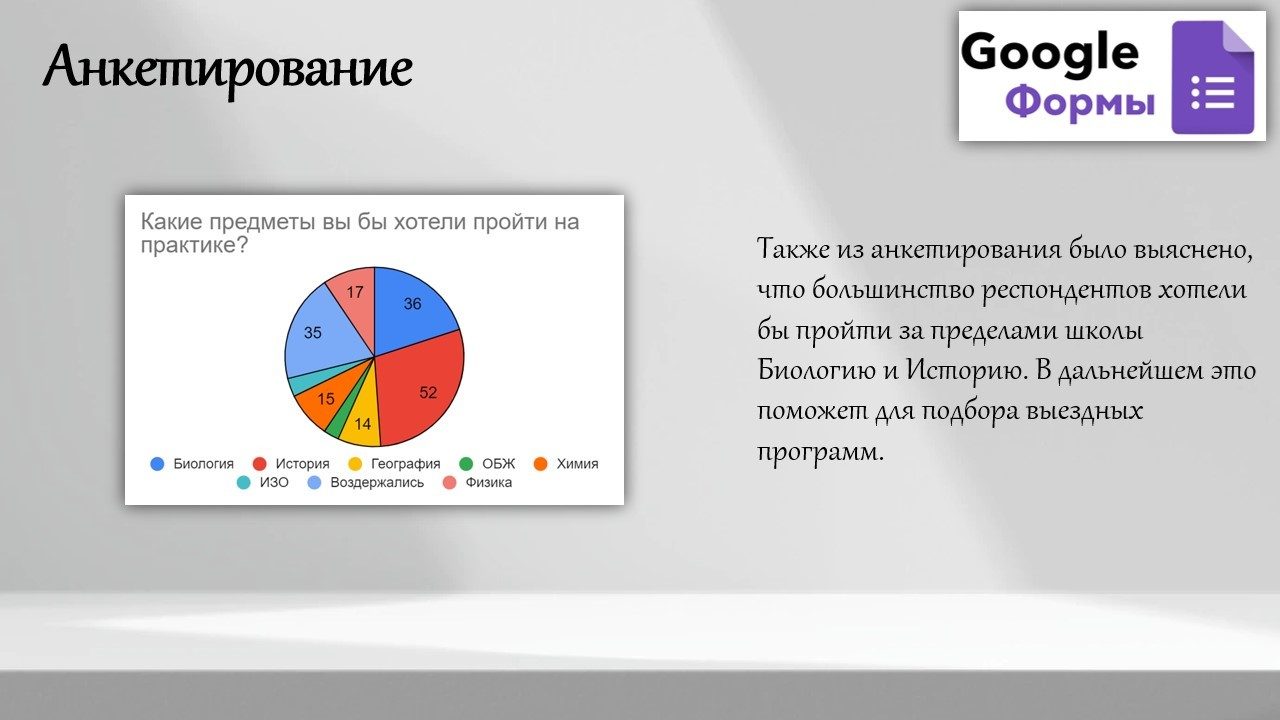 Анкетирование
Google
Формы
Какие предметы вы бы хотели пройти на
практике?
17
36
35
52
15
14
Биология История География ОБЖ Химия
ИЗО Воздержались Физика
Также из анкетирования было выяснено,
что большинство респондентов хотели
бы пройти за пределами школы
Биологию и Историю. В дальнейшем это
поможет для подбора выездных
программ.